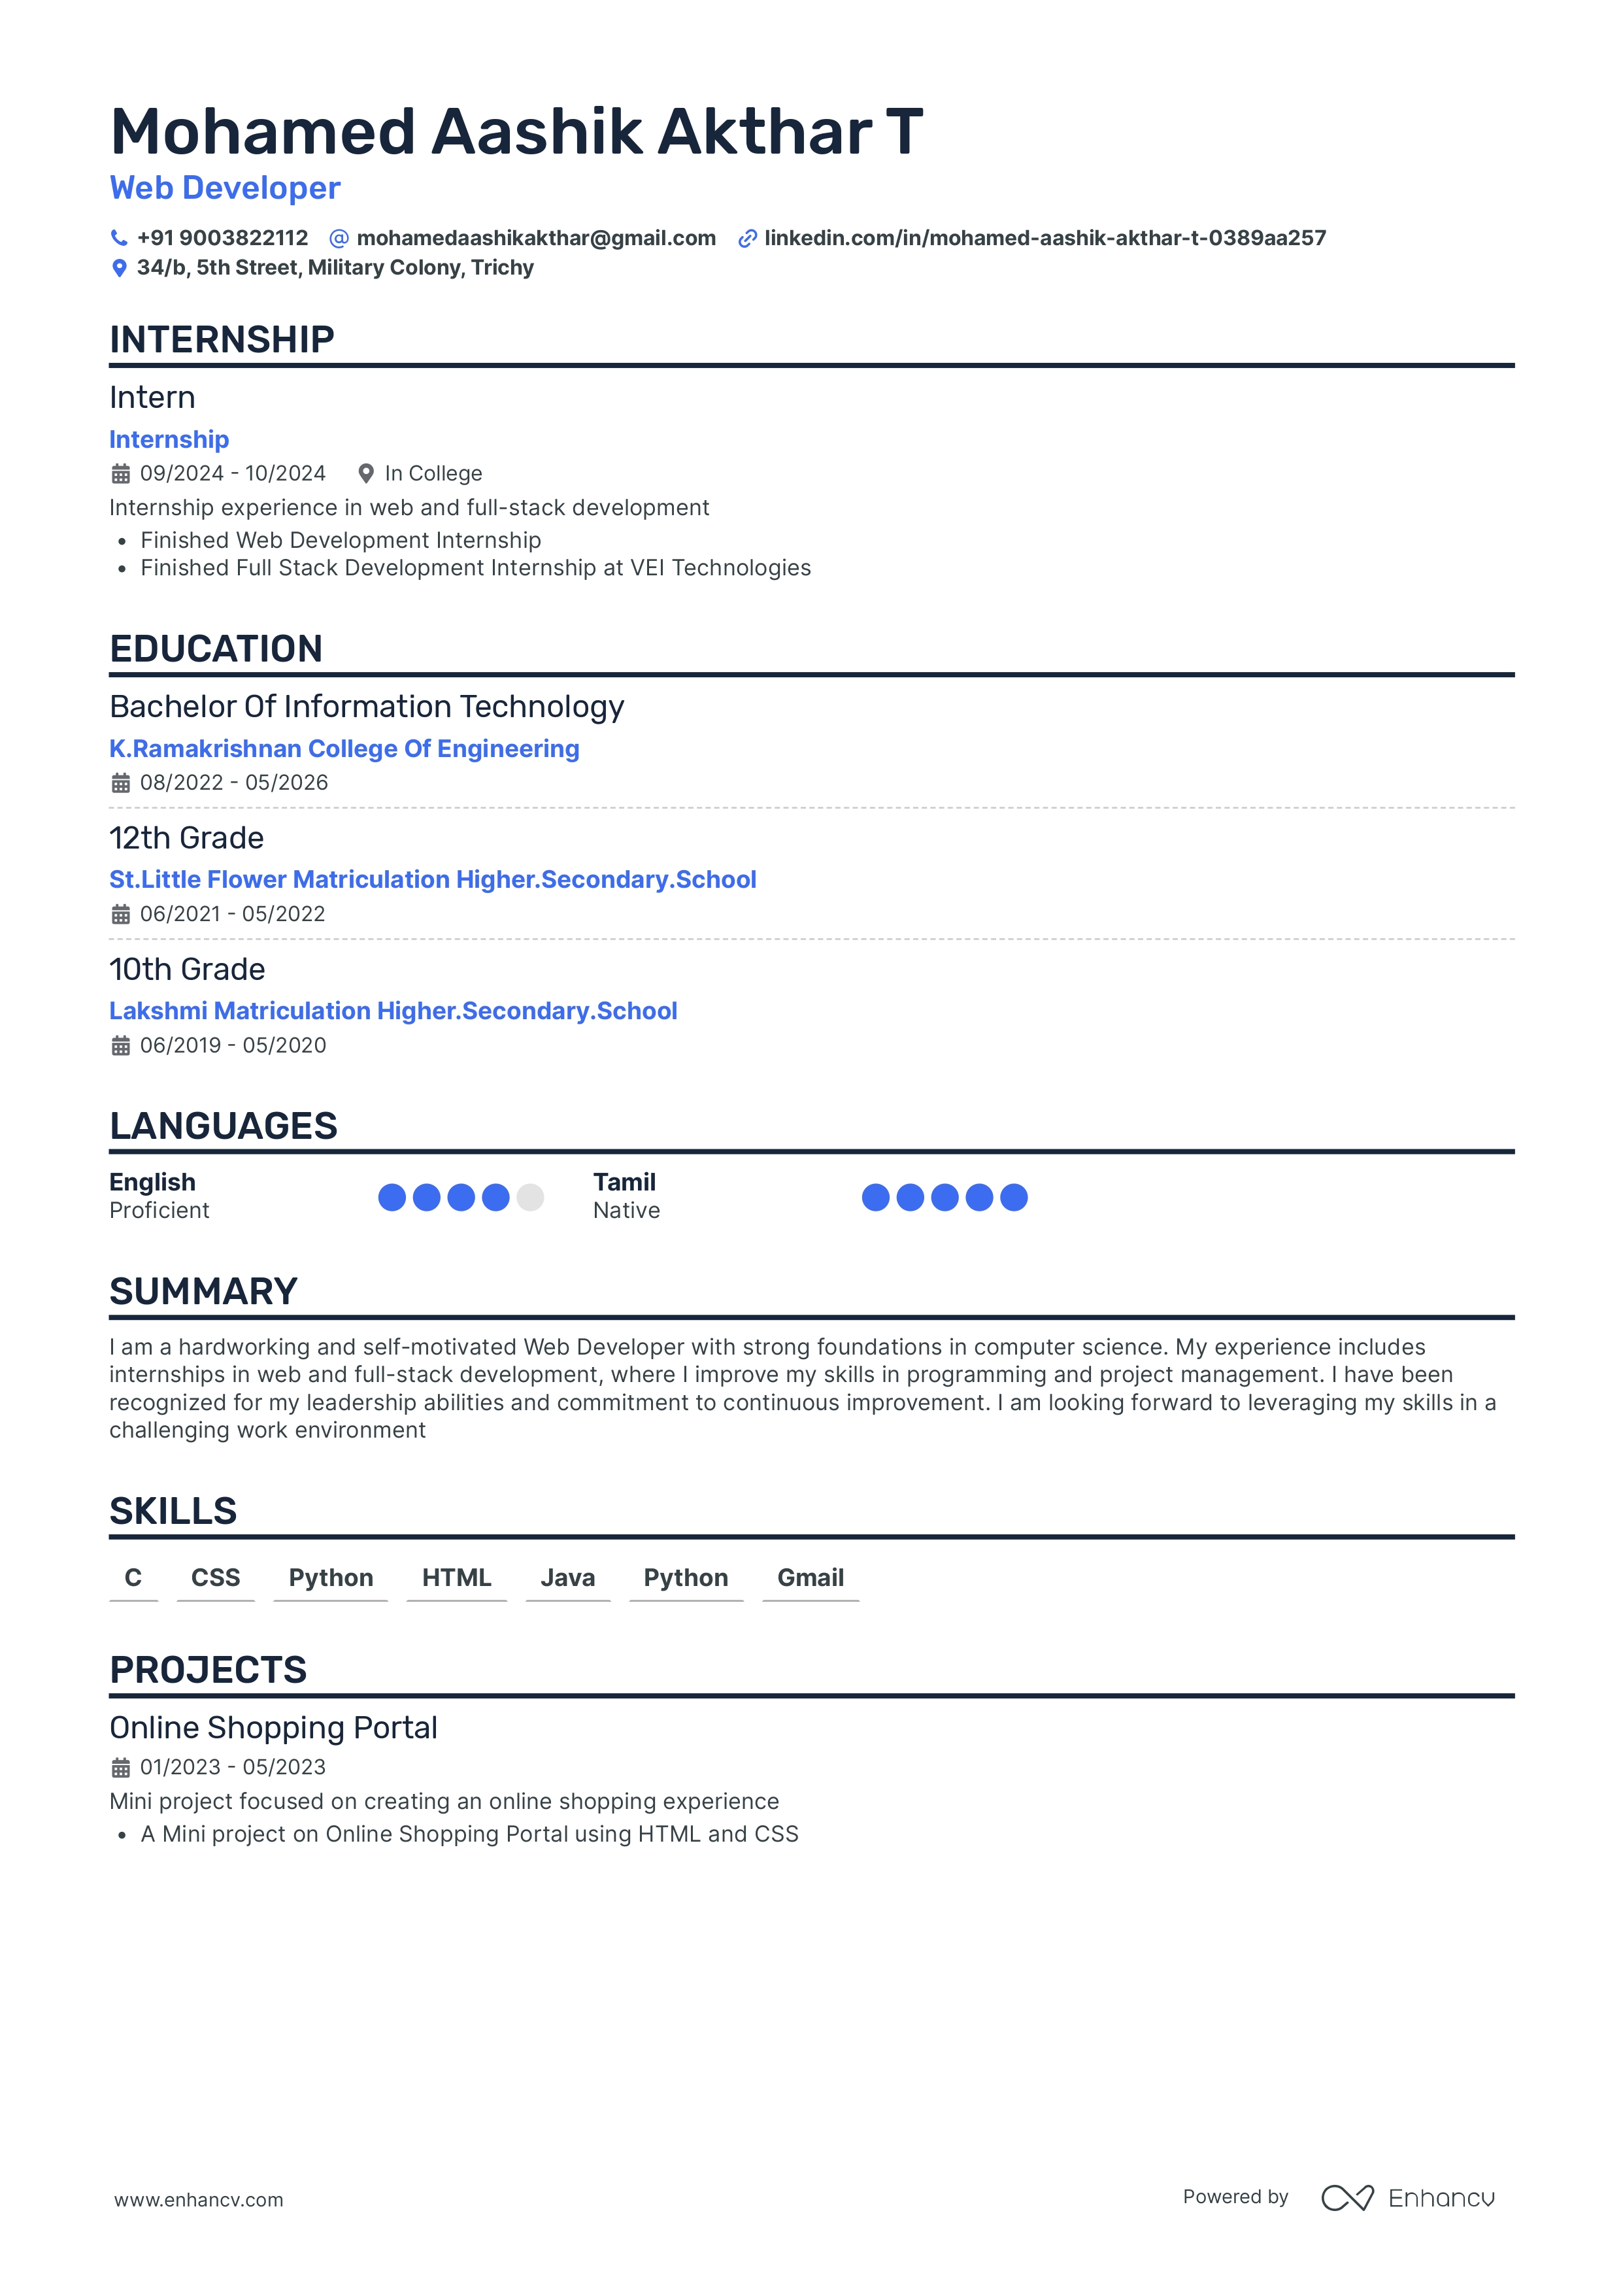 Mohamed Aashik Akthar T
Web Developer
+91 9003822112 mohamedaashikakthar@gmail.com linkedin.com/in/mohamed-aashik-akthar-t-0389aa257
34/b, 5th Street, Military Colony, Trichy
INTERNSHIP
Intern
Internship
09/2024 - 10/2024 In College
Internship experience in web and full-stack development
• Finished Web Development Internship
• Finished Full Stack Development Internship at VEI Technologies
EDUCATION
Bachelor Of Information Technology
K.Ramakrishnan College Of Engineering
08/2022 - 05/2026
12th Grade
St.Little Flower Matriculation Higher.Secondary.School
06/2021 - 05/2022
10th Grade
Lakshmi Matriculation Higher.Secondary.School
06/2019 - 05/2020
LANGUAGES
English Tamil
Proficient Native
SUMMARY
I am a hardworking and self-motivated Web Developer with strong foundations in computer science. My experience includes
internships in web and full-stack development, where I improve my skills in programming and project management. I have been
recognized for my leadership abilities and commitment to continuous improvement. I am looking forward to leveraging my skills in a
challenging work environment
SKILLS
C CSS Python HTML Java Python Gmail
PROJECTS
Online Shopping Portal
01/2023 - 05/2023
Mini project focused on creating an online shopping experience
• A Mini project on Online Shopping Portal using HTML and CSS
www.enhancv.com Powered by Enhancv